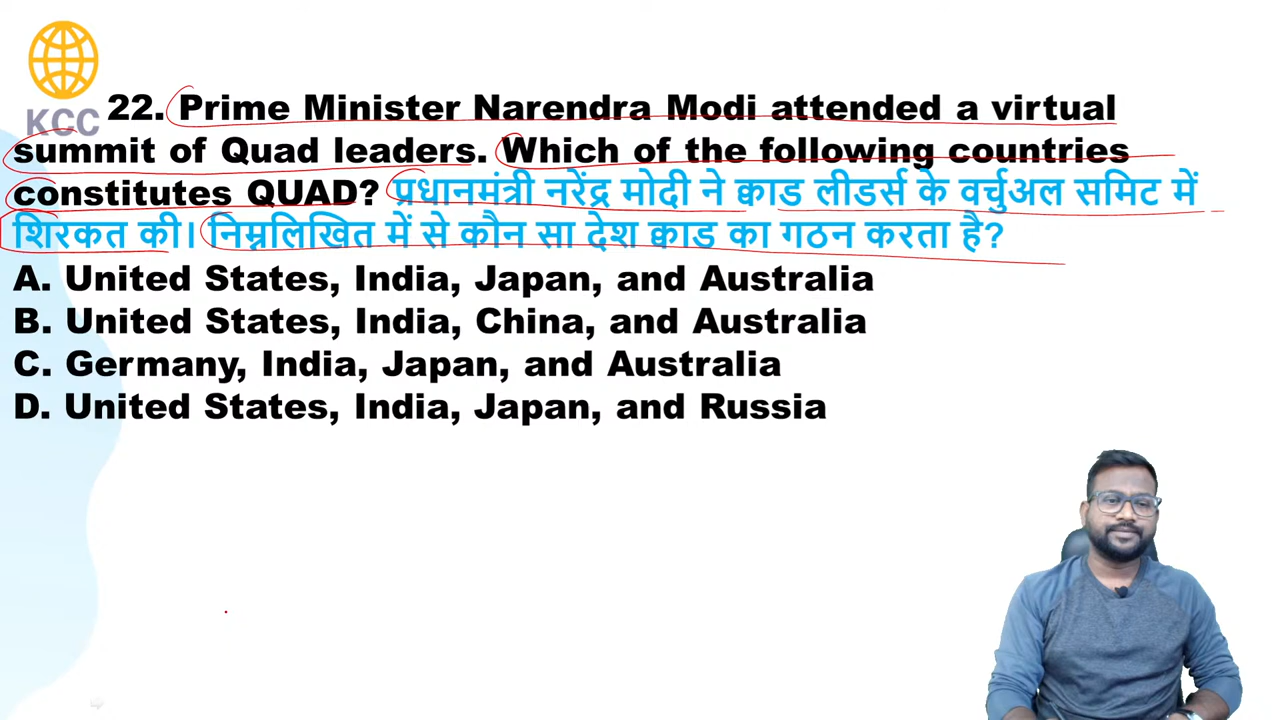 KCC
22. Prime Minister Narendra Modi attended a virtual
summit of Quad leaders. Which of the following countries
constitutes QUAD? प्रधानमंत्री नरेंद्र मोदी ने क्वाड लीडर्स के वर्चुअल समिट में
शिरकत की। निम्नलिखित में से कौन सा देश क्वाड का गठन करता है?
A. United States, India, Japan, and Australia
B. United States, India, China, and Australia
C. Germany, India, Japan, and Australia
D. United States, India, Japan, and Russia